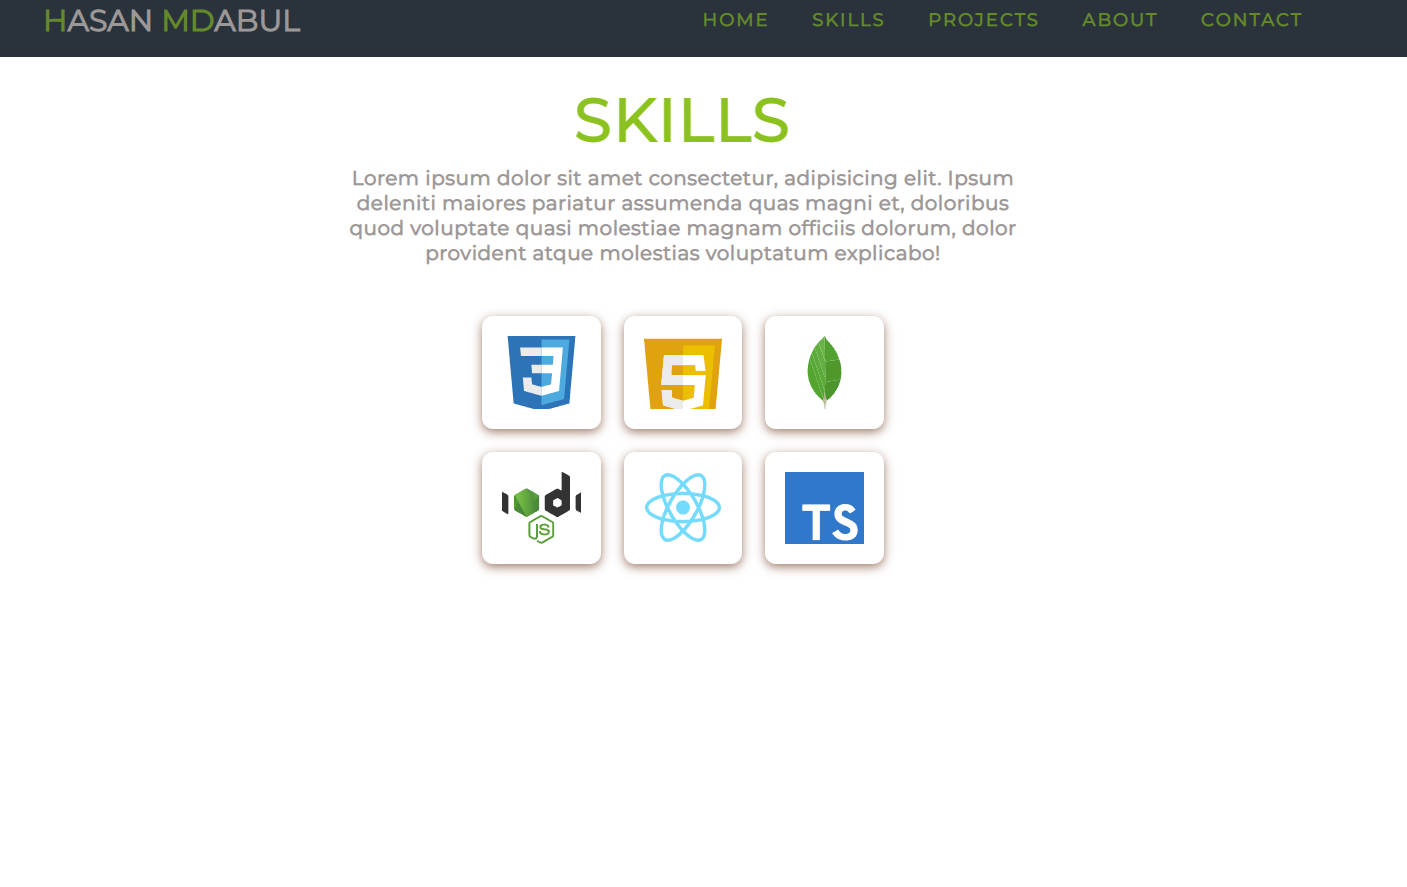 HASAN MDABUL
HOME SKILLS PROJECTS ABOUT CONTACT
SKILLS
Lorem ipsum dolor sit amet consectetur, adipisicing elit. Ipsum
deleniti maiores pariatur assumenda quas magni et, doloribus
quod voluptate quasi molestiae magnam officiis dolorum, dolor
provident atque molestias voluptatum explicabo!
3 5
node
JS
TS